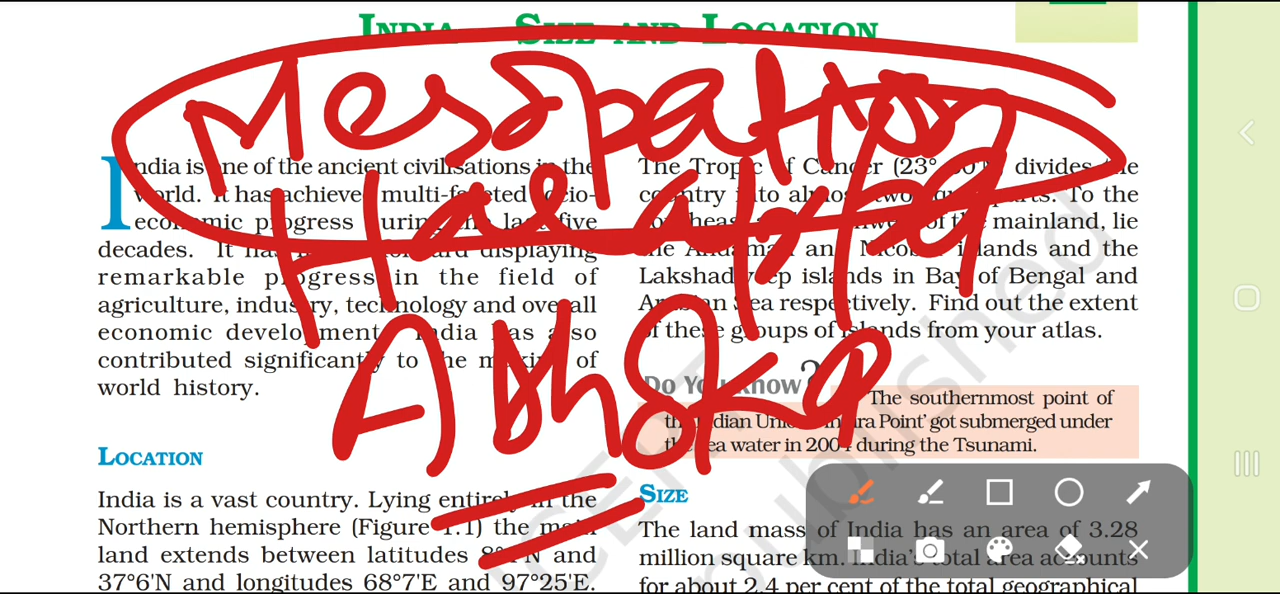 INDIA SIZE AND LOCATION
Messpation
Harappa
Ashoka
India is one of the ancient civilisations in the
world. It has achieved multi-faceted socio-
economic progress during the last five
decades. It has displaying
remarkable progress in the field of
agriculture, industry, technology and overall
economic development. India has also
contributed significantly to the making of
world history.
LOCATION
India is a vast country. Lying entirely in the
Northern hemisphere (Figure 1.1) the main
land extends between latitudes 8°4'N and
37°6'N and longitudes 68°7'E and 97°25'E.
The Tropic of Cancer (23° divides the
country into almost two equal parts. To the
of the mainland, lie
the Andaman and Nicobar islands and the
Lakshadweep islands in Bay of Bengal and
Arabian Sea respectively. Find out the extent
of these groups of islands from your atlas.
Do You Know?
The southernmost point of
the Indian Union Point' got submerged under
the sea water in 2004 during the Tsunami.
SIZE
The land mass of India has an area of 3.28
million square km. India's total area accounts
for about 2.4 per cent of the total geographical